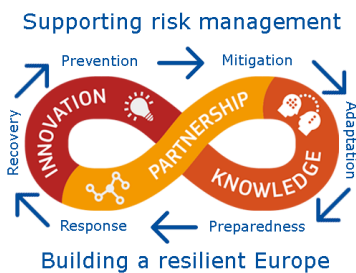 Supporting risk management
Prevention
Mitigation
Recovery
INNOVATION
PARTNERSHIP
KNOWLEDGE
Adaptation
Response
Preparedness
Building a resilient Europe